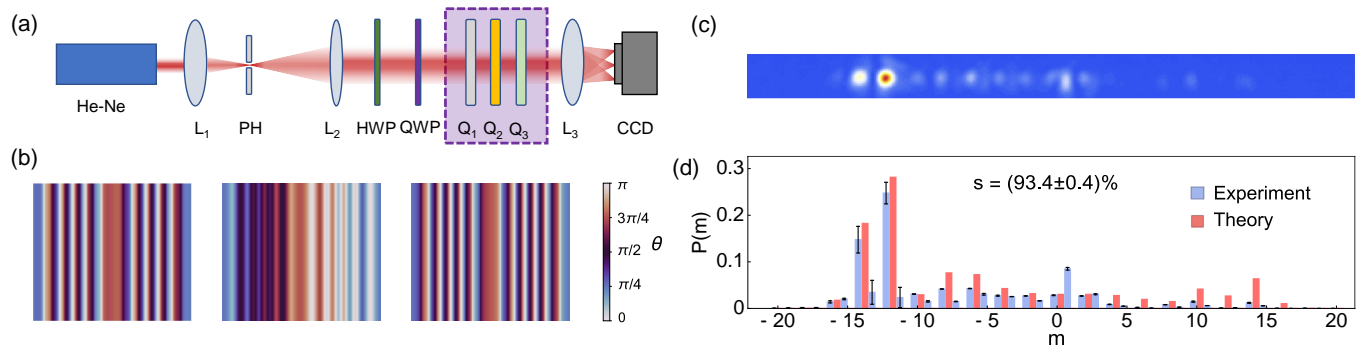 (a)
He-Ne
L1
PH
L2
HWP
QWP
Q1
Q2
Q3
L3
CCD
(b)
π
3π/4
π/2
π/4
0
θ
(c)
(d)
s = (93.4±0.4)%
Experiment
Theory
P(m)
0.3
0.2
0.1
0
- 20
- 15
- 10
- 5
0
5
10
15
20
m